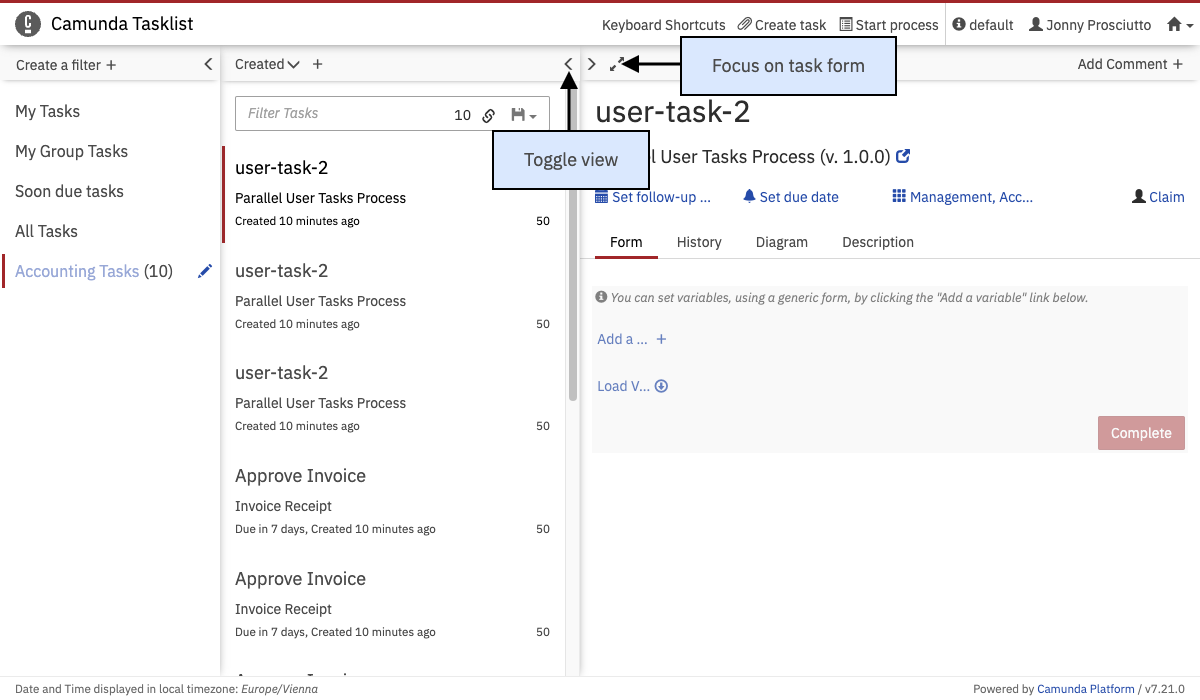 Camunda Tasklist
Keyboard Shortcuts Create task Start process default Jonny Prosciutto
Create a filter +
My Tasks
My Group Tasks
Soon due tasks
All Tasks
Accounting Tasks (10)
Created +
Filter Tasks 10
user-task-2
Parallel User Tasks Process
Created 10 minutes ago 50
user-task-2
Parallel User Tasks Process
Created 10 minutes ago 50
user-task-2
Parallel User Tasks Process
Created 10 minutes ago 50
Approve Invoice
Invoice Receipt
Due in 7 days, Created 10 minutes ago 50
Approve Invoice
Invoice Receipt
Due in 7 days, Created 10 minutes ago 50
Toggle view
Focus on task form
Add Comment +
user-task-2
User Tasks Process (v. 1.0.0)
Set follow-up ... Set due date Management, Acc... Claim
Form History Diagram Description
You can set variables, using a generic form, by clicking the "Add a variable" link below.
Add a ... +
Load V...
Complete
Date and Time displayed in local timezone: Europe/Vienna
Powered by Camunda Platform / v7.21.0